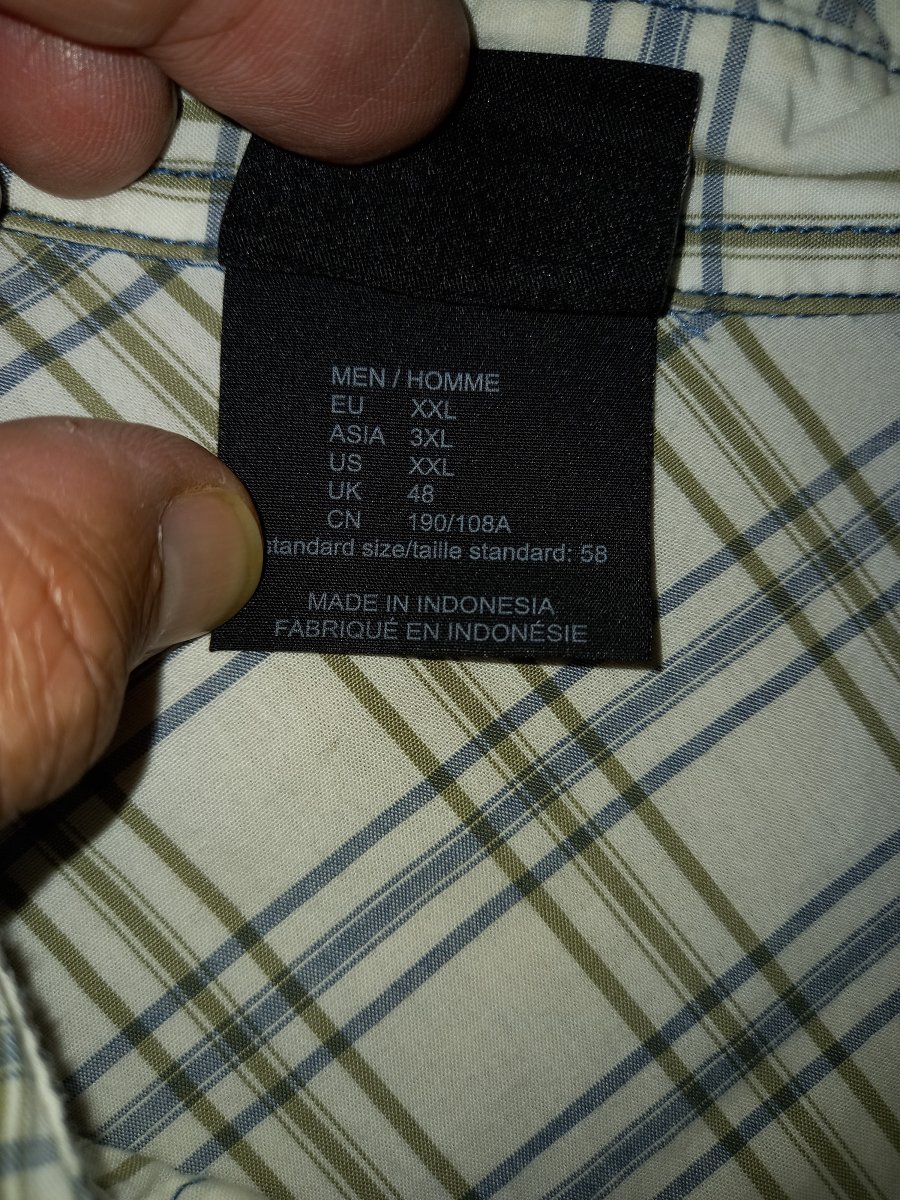 MEN / HOMME
EU XXL
ASIA 3XL
US XXL
UK 48
CN 190/108A
standard size/taille standard: 58
MADE IN INDONESIA
FABRIQUÉ EN INDONÉSIE